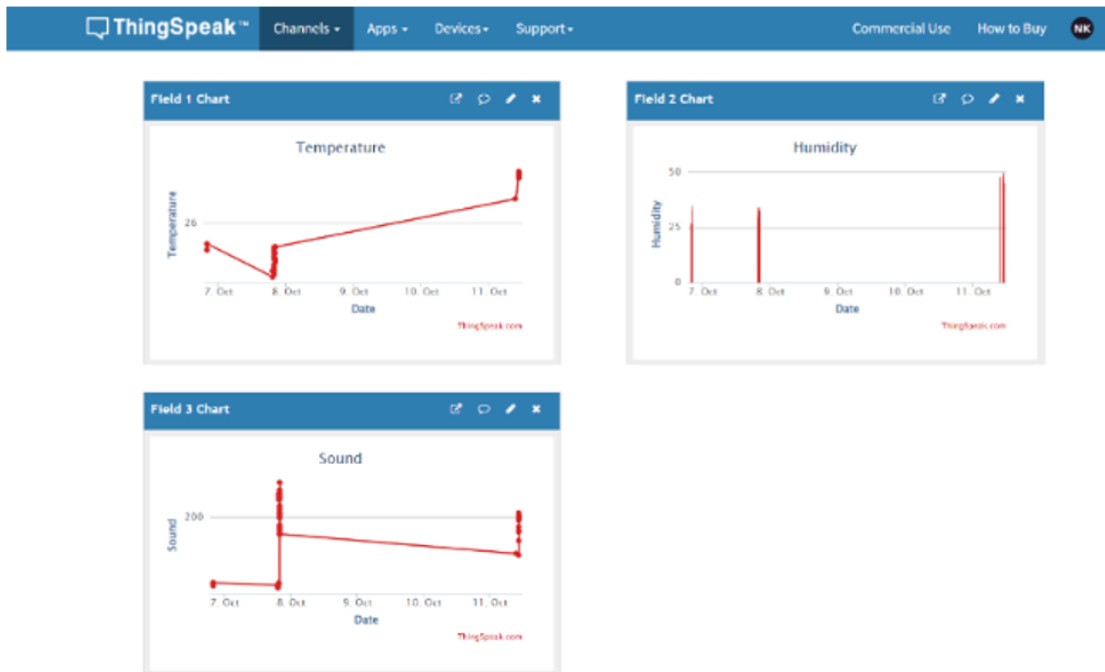 ThingSpeak™ Channels Apps Devices Support Commercial Use How to Buy NK
Field 1 Chart
Temperature
Temperature
26
7. Oct 8. Oct 9. Oct 10. Oct 11. Oct
Date
ThingSpeak.com
Field 2 Chart
Humidity
Humidity
50
25
0
7. Oct 8. Oct 9. Oct 10. Oct 11. Oct
Date
ThingSpeak.com
Field 3 Chart
Sound
Sound
200
7. Oct 8. Oct 9. Oct 10. Oct 11. Oct
Date
ThingSpeak.com